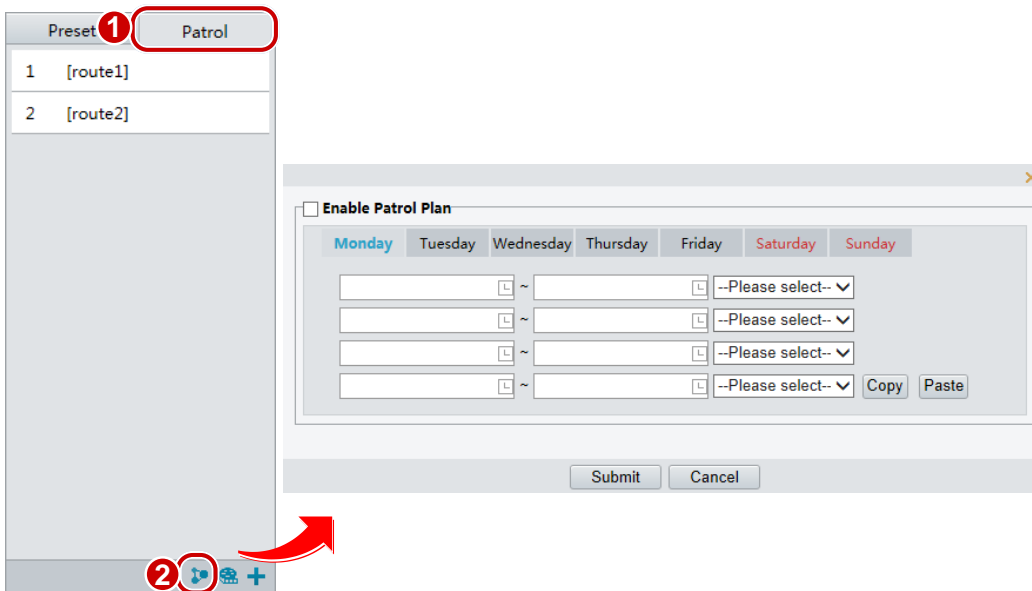 Preset
1
Patrol
1 [route1]
2 [route2]
Enable Patrol Plan
Monday Tuesday Wednesday Thursday Friday Saturday Sunday
~ --Please select--
~ --Please select--
~ --Please select--
~ --Please select-- Copy Paste
Submit Cancel
2